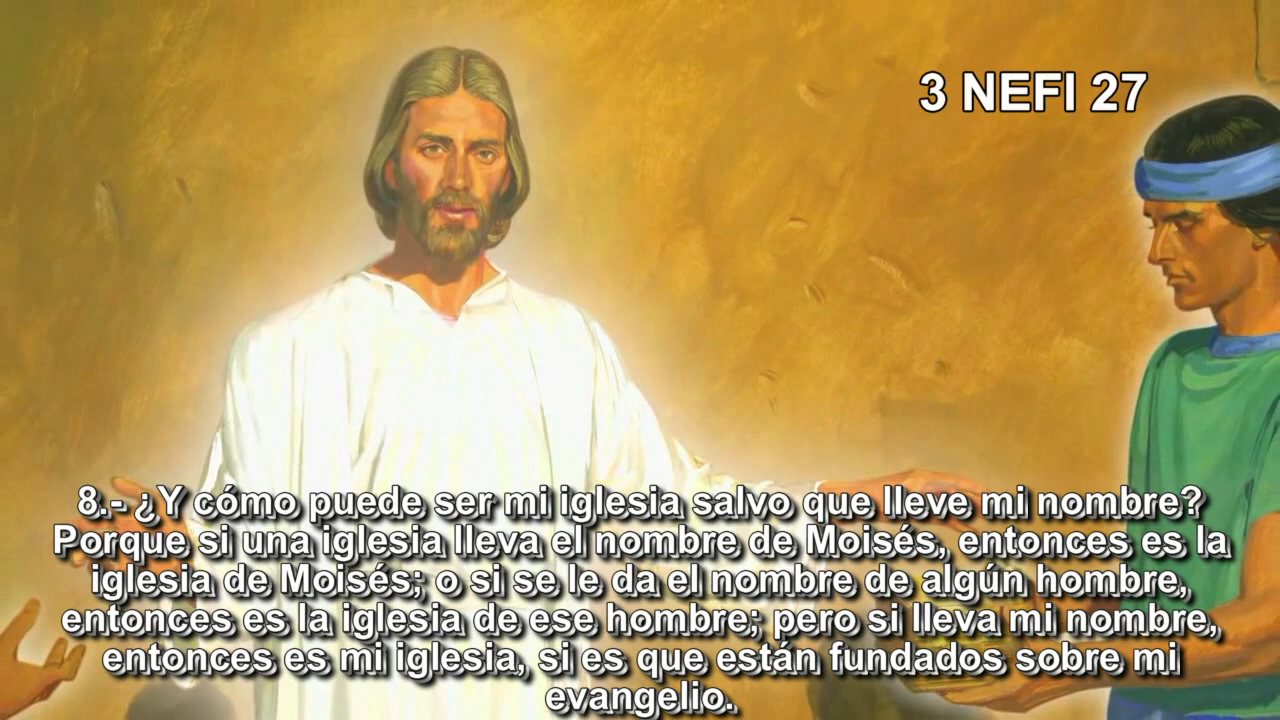 3 NEFI 27
8.- ¿Y cómo puede ser mi iglesia salvo que lleve mi nombre?
Porque si una iglesia lleva el nombre de Moisés, entonces es la
iglesia de Moisés; o si se le da el nombre de algún hombre,
entonces es la iglesia de ese hombre; pero si lleva mi nombre,
entonces es mi iglesia, si es que están fundados sobre mi
evangelio.